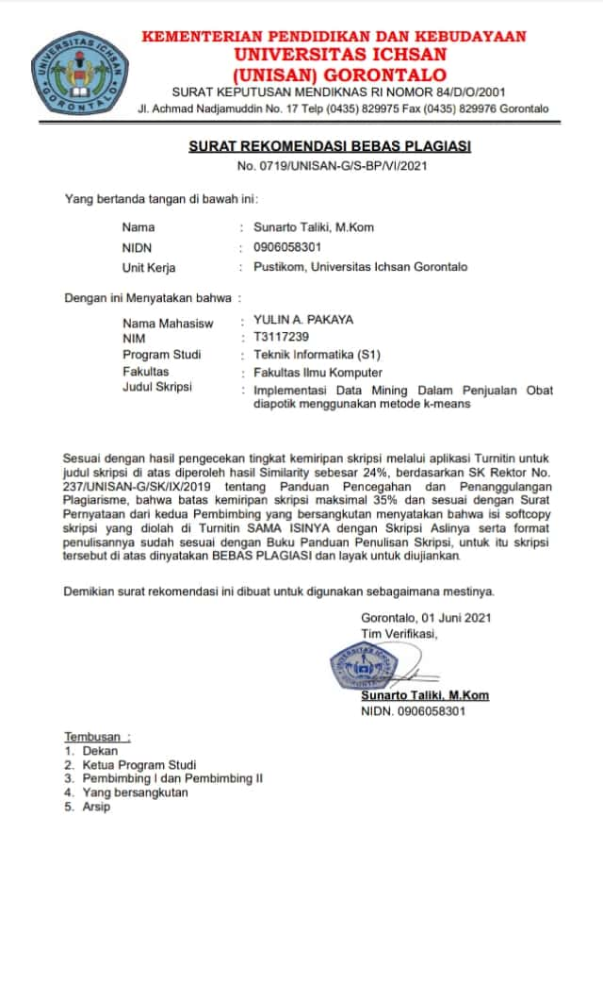 UNIVERSITAS ICHSAN
GORONTALO
KEMENTERIAN PENDIDIKAN DAN KEBUDAYAAN
UNIVERSITAS ICHSAN
(UNISAN) GORONTALO
SURAT KEPUTUSAN MENDIKNAS RI NOMOR 84/D/O/2001
Jl. Achmad Nadjamuddin No. 17 Telp (0435) 829975 Fax (0435) 829976 Gorontalo
SURAT REKOMENDASI BEBAS PLAGIASI
No. 0719/UNISAN-G/S-BP/VI/2021
Yang bertanda tangan di bawah ini :
Nama : Sunarto Taliki, M.Kom
NIDN : 0906058301
Unit Kerja : Pustikom, Universitas Ichsan Gorontalo
Dengan ini Menyatakan bahwa :
Nama Mahasisw : YULIN A. PAKAYA
NIM : T3117239
Program Studi : Teknik Informatika (S1)
Fakultas : Fakultas Ilmu Komputer
Judul Skripsi : Implementasi Data Mining Dalam Penjualan Obat
diapotik menggunakan metode k-means
Sesuai dengan hasil pengecekan tingkat kemiripan skripsi melalui aplikasi Turnitin untuk
judul skripsi di atas diperoleh hasil Similarity sebesar 24%, berdasarkan SK Rektor No.
237/UNISAN-G/SK/IX/2019 tentang Panduan Pencegahan dan Penanggulangan
Plagiarisme, bahwa batas kemiripan skripsi maksimal 35% dan sesuai dengan Surat
Pernyataan dari kedua Pembimbing yang bersangkutan menyatakan bahwa isi softcopy
skripsi yang diolah di Turnitin SAMA ISINYA dengan Skripsi Aslinya serta format
penulisannya sudah sesuai dengan Buku Panduan Penulisan Skripsi, untuk itu skripsi
tersebut di atas dinyatakan BEBAS PLAGIASI dan layak untuk diujiankan.
Demikian surat rekomendasi ini dibuat untuk digunakan sebagaimana mestinya.
Gorontalo, 01 Juni 2021
Tim Verifikasi,
UNIVERSITAS ICHSAN
GORONTALO
Sunarto Taliki, M.Kom
NIDN. 0906058301
Tembusan :
1. Dekan
2. Ketua Program Studi
3. Pembimbing I dan Pembimbing II
4. Yang bersangkutan
5. Arsip